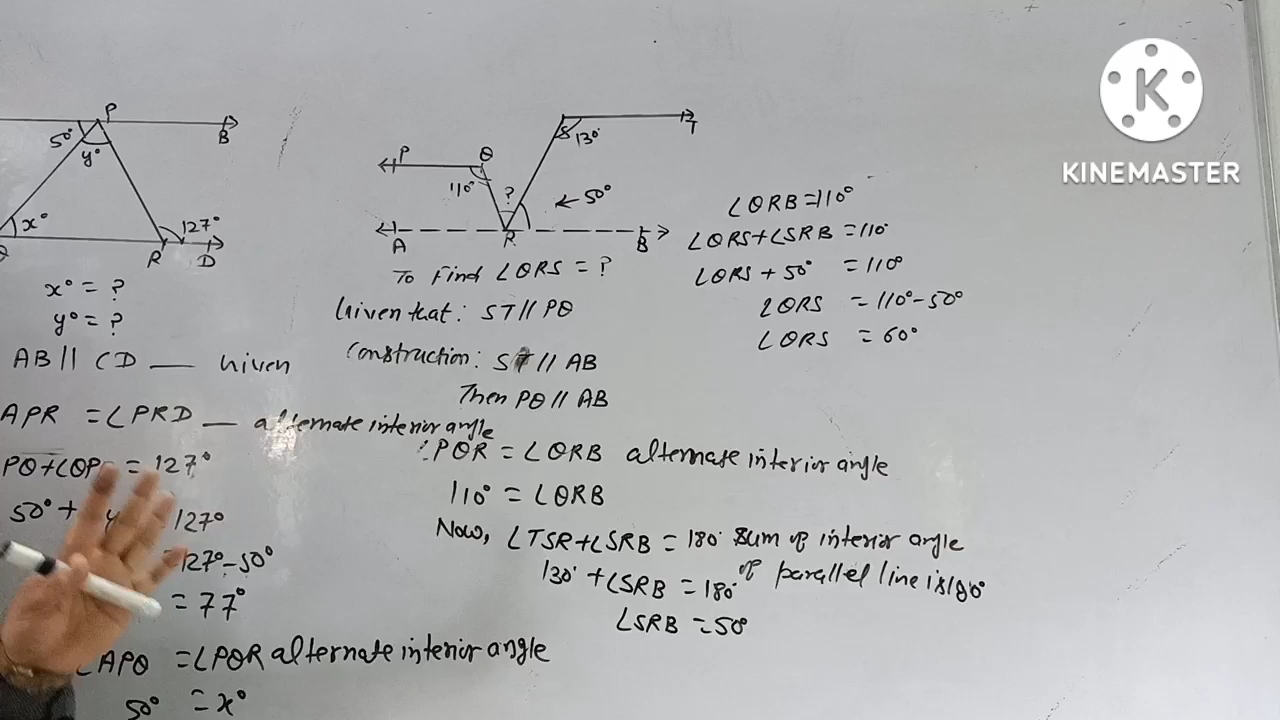 P
50°
B
y°
x°
127°
R
D
x° = ?
y° = ?
AB || CD — Given
APR = ∠PRD — alternate interior angle
PQ+∠QP = 127°
50° + y 127°
127°-50°
= 77°
∠APQ = ∠PQR alternate interior angle
50° = x°
S
130°
T
P
Q
110°
?
← 50°
A
R
B
To Find ∠QRS = ?
Given that: ST // PQ
Construction: ST // AB
Then PQ // AB
∠PQR = ∠QRB alternate interior angle
110° = ∠QRB
Now, ∠TSR+∠SRB = 180° Sum of interior angle
130° + ∠SRB = 180° of parallel line is 180°
∠SRB = 50°
∠QRB = 110°
∠QRS+∠SRB = 110°
∠QRS + 50° = 110°
∠QRS = 110°-50°
∠QRS = 60°
K
KINEMASTER